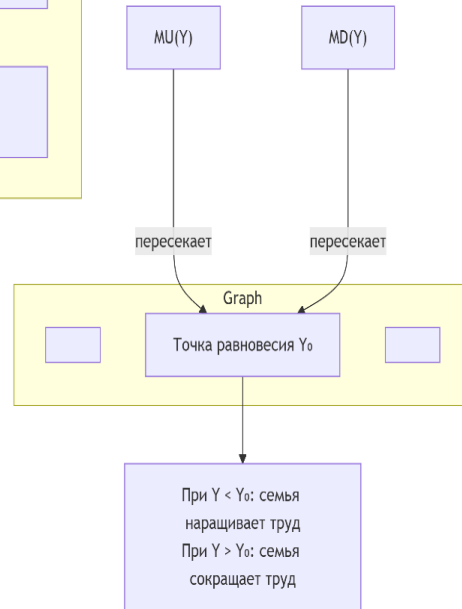 MU(Y)
MD(Y)
пересекает
пересекает
Graph
Точка равновесия Y₀
При Y < Y₀: семья
наращивает труд
При Y > Y₀: семья
сокращает труд